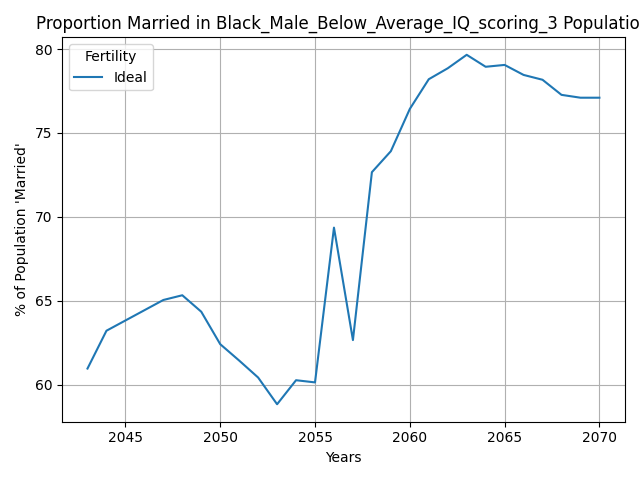 Proportion Married in Black_Male_Below_Average_IQ_scoring_3 Populatio
80
75
70
65
60
% of Population 'Married'
Fertility
Ideal
2045
2050
2055
2060
2065
2070
Years